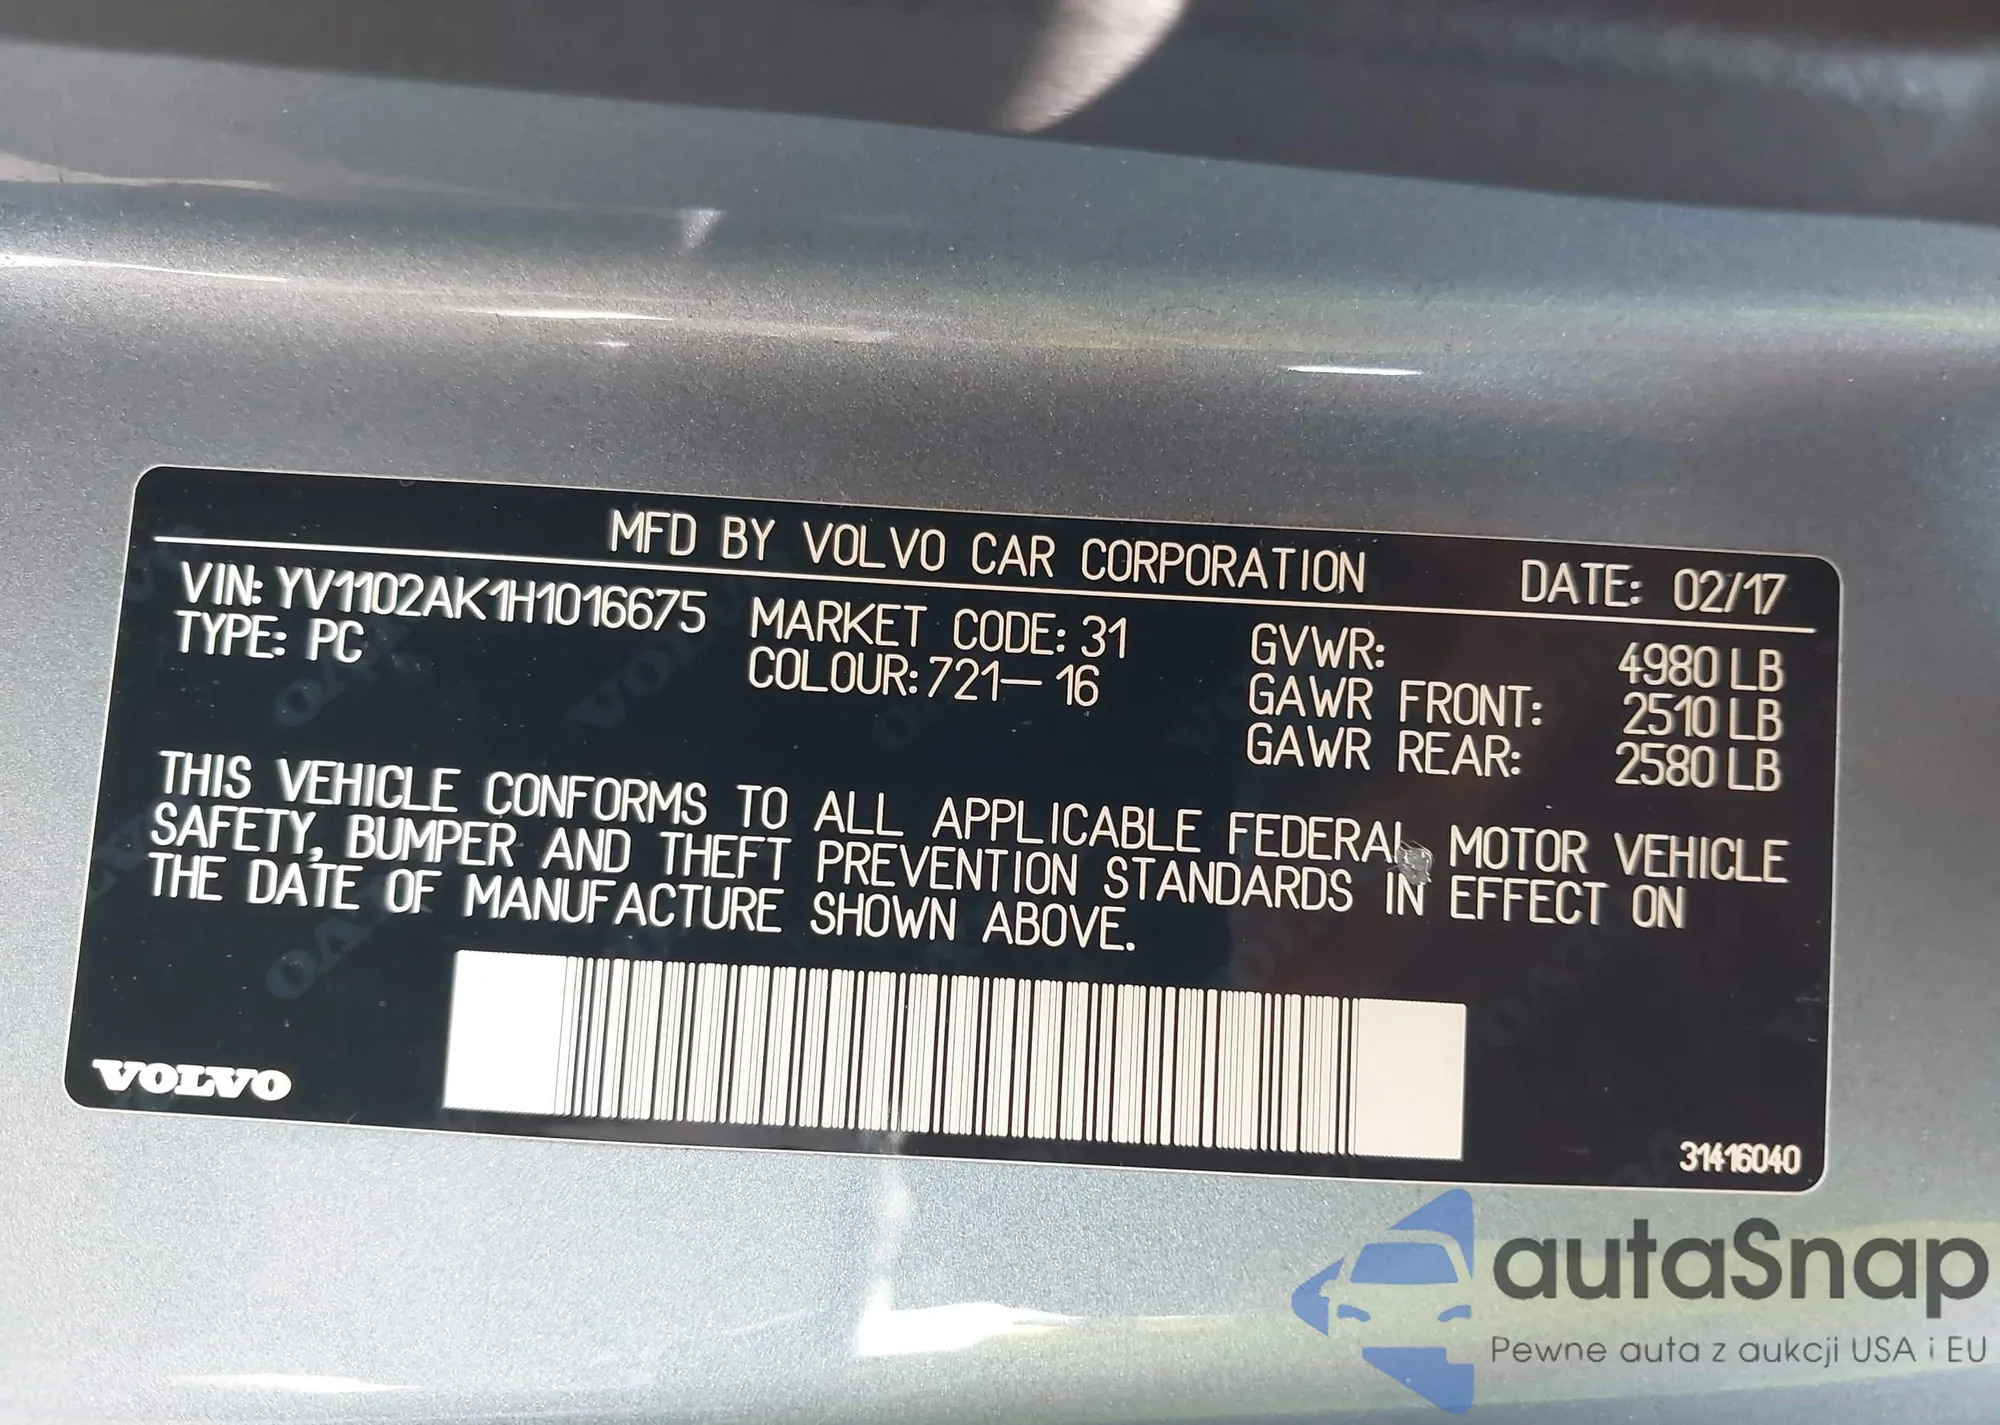 MFD BY VOLVO CAR CORPORATION DATE: 02/17
VIN: YV1102AK1H1016675 MARKET CODE: 31 GVWR: 4980 LB
TYPE: PC COLOUR: 721-16 GAWR FRONT: 2510 LB
GAWR REAR: 2580 LB
THIS VEHICLE CONFORMS TO ALL APPLICABLE FEDERAL MOTOR VEHICLE
SAFETY, BUMPER AND THEFT PREVENTION STANDARDS IN EFFECT ON
THE DATE OF MANUFACTURE SHOWN ABOVE.
VOLVO
31416040
autaSnap
Pewne auta z aukcji USA i EU